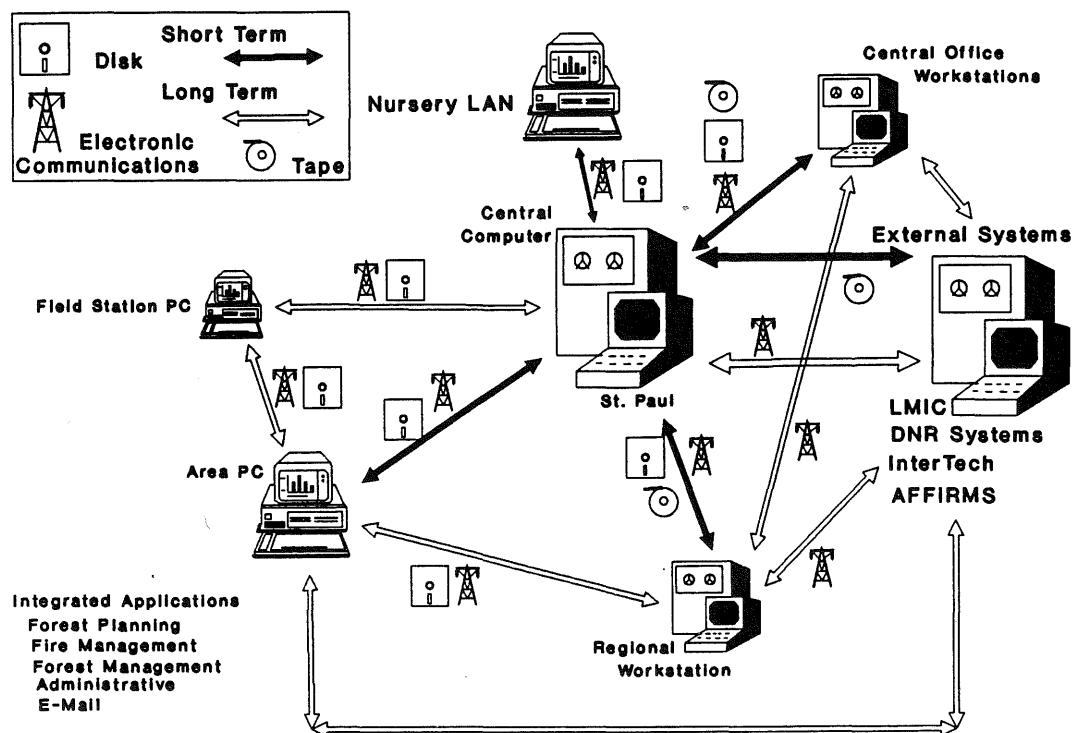 Short Term
Disk
Long Term
Electronic
Communications
Tape
Nursery LAN
Central Office
Workstations
Central
Computer
External Systems
Field Station PC
St. Paul
LMIC
DNR Systems
InterTech
AFFIRMS
Area PC
Integrated Applications
Forest Planning
Fire Management
Forest Management
Administrative
E-Mail
Regional
Workstation